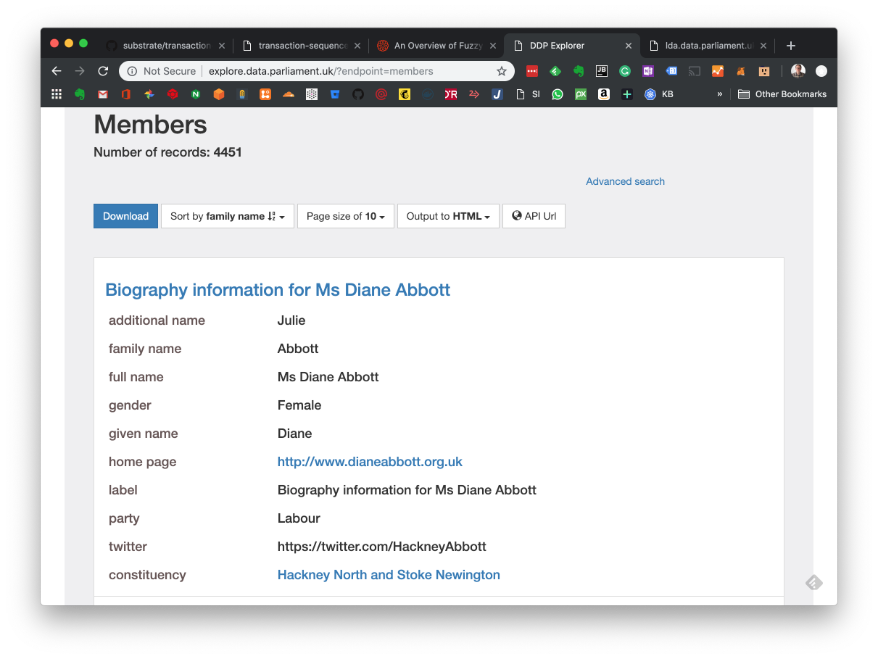 substrate/transaction
transaction-sequenc
An Overview of Fuzzy
DDP Explorer
lda.data.parliament.u
Not Secure
explore.data.parliament.uk/?endpoint=members
SI
KB
»
Other Bookmarks
Members
Number of records: 4451
Advanced search
Download
Sort by family name
Page size of 10
Output to HTML
API Url
Biography information for Ms Diane Abbott
additional name Julie
family name Abbott
full name Ms Diane Abbott
gender Female
given name Diane
home page http://www.dianeabbott.org.uk
label Biography information for Ms Diane Abbott
party Labour
twitter https://twitter.com/HackneyAbbott
constituency Hackney North and Stoke Newington